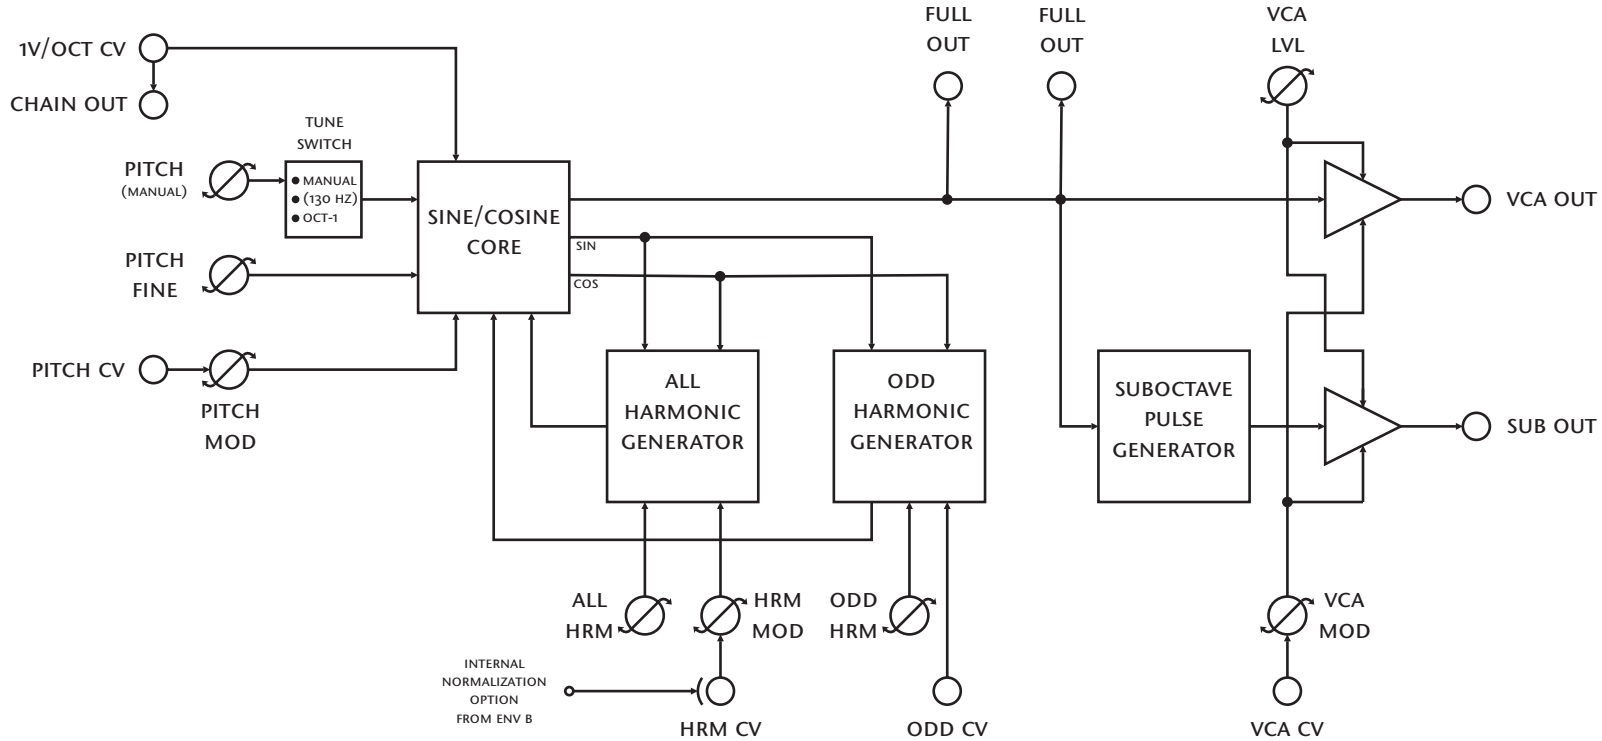 FULL
OUT
FULL
OUT
VCA
LVL
1V/OCT CV
CHAIN OUT
TUNE
SWITCH
PITCH
(MANUAL)
● MANUAL
● (130 HZ)
● OCT-1
SINE/COSINE
CORE
VCA OUT
SIN
COS
PITCH
FINE
PITCH CV
PITCH
MOD
ALL
HARMONIC
GENERATOR
ODD
HARMONIC
GENERATOR
SUBOCTAVE
PULSE
GENERATOR
SUB OUT
ALL
HRM
HRM
MOD
ODD
HRM
VCA
MOD
INTERNAL
NORMALIZATION
OPTION
FROM ENV B
HRM CV
ODD CV
VCA CV